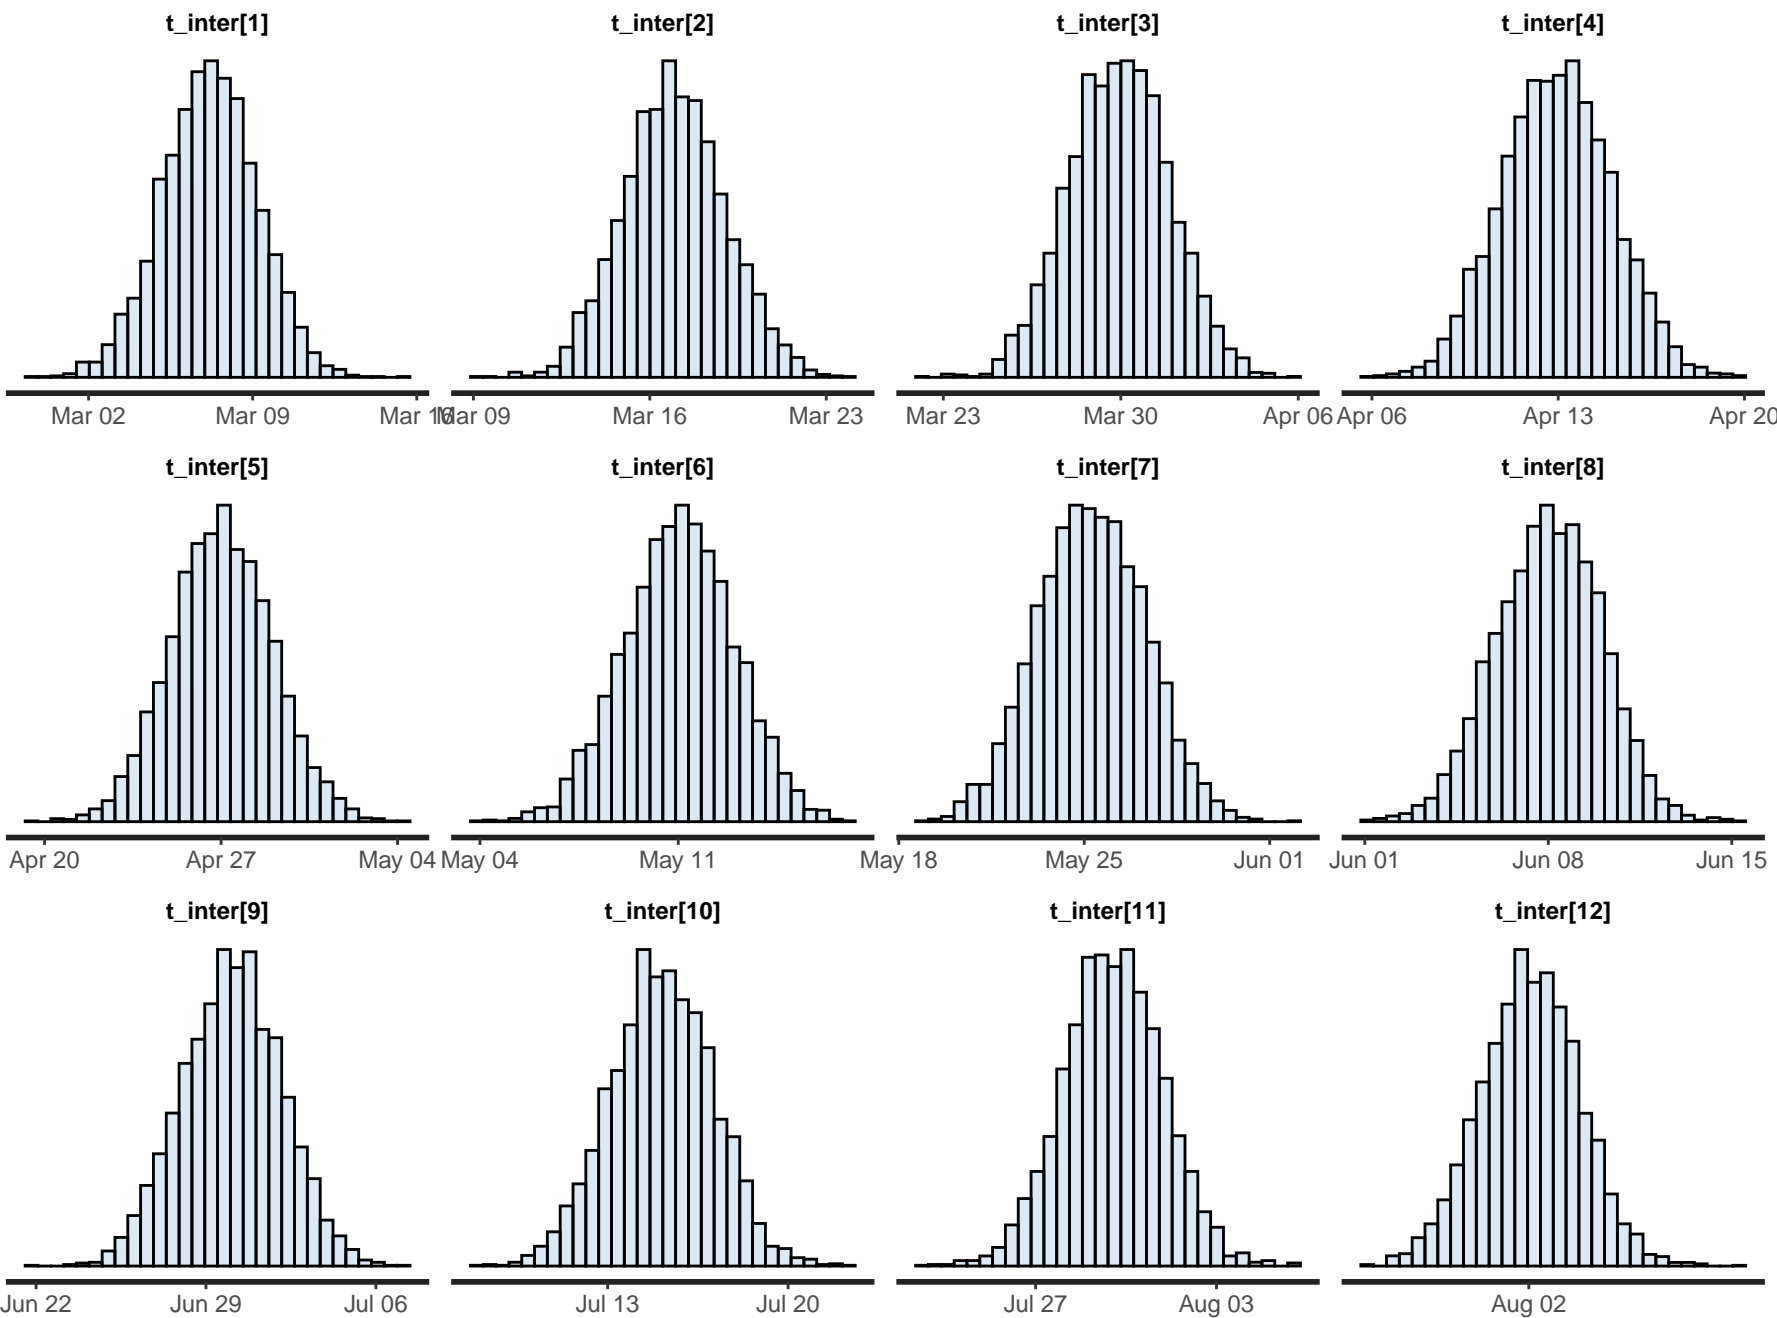 t_inter[1] t_inter[2] t_inter[3] t_inter[4]
Mar 02 Mar 09 Mar 16 Mar 09 Mar 16 Mar 23 Mar 23 Mar 30 Apr 06 Apr 06 Apr 13 Apr 20
t_inter[5] t_inter[6] t_inter[7] t_inter[8]
Apr 20 Apr 27 May 04 May 04 May 11 May 18 May 25 Jun 01 Jun 01 Jun 08 Jun 15
t_inter[9] t_inter[10] t_inter[11] t_inter[12]
Jun 22 Jun 29 Jul 06 Jul 13 Jul 20 Jul 27 Aug 03 Aug 02